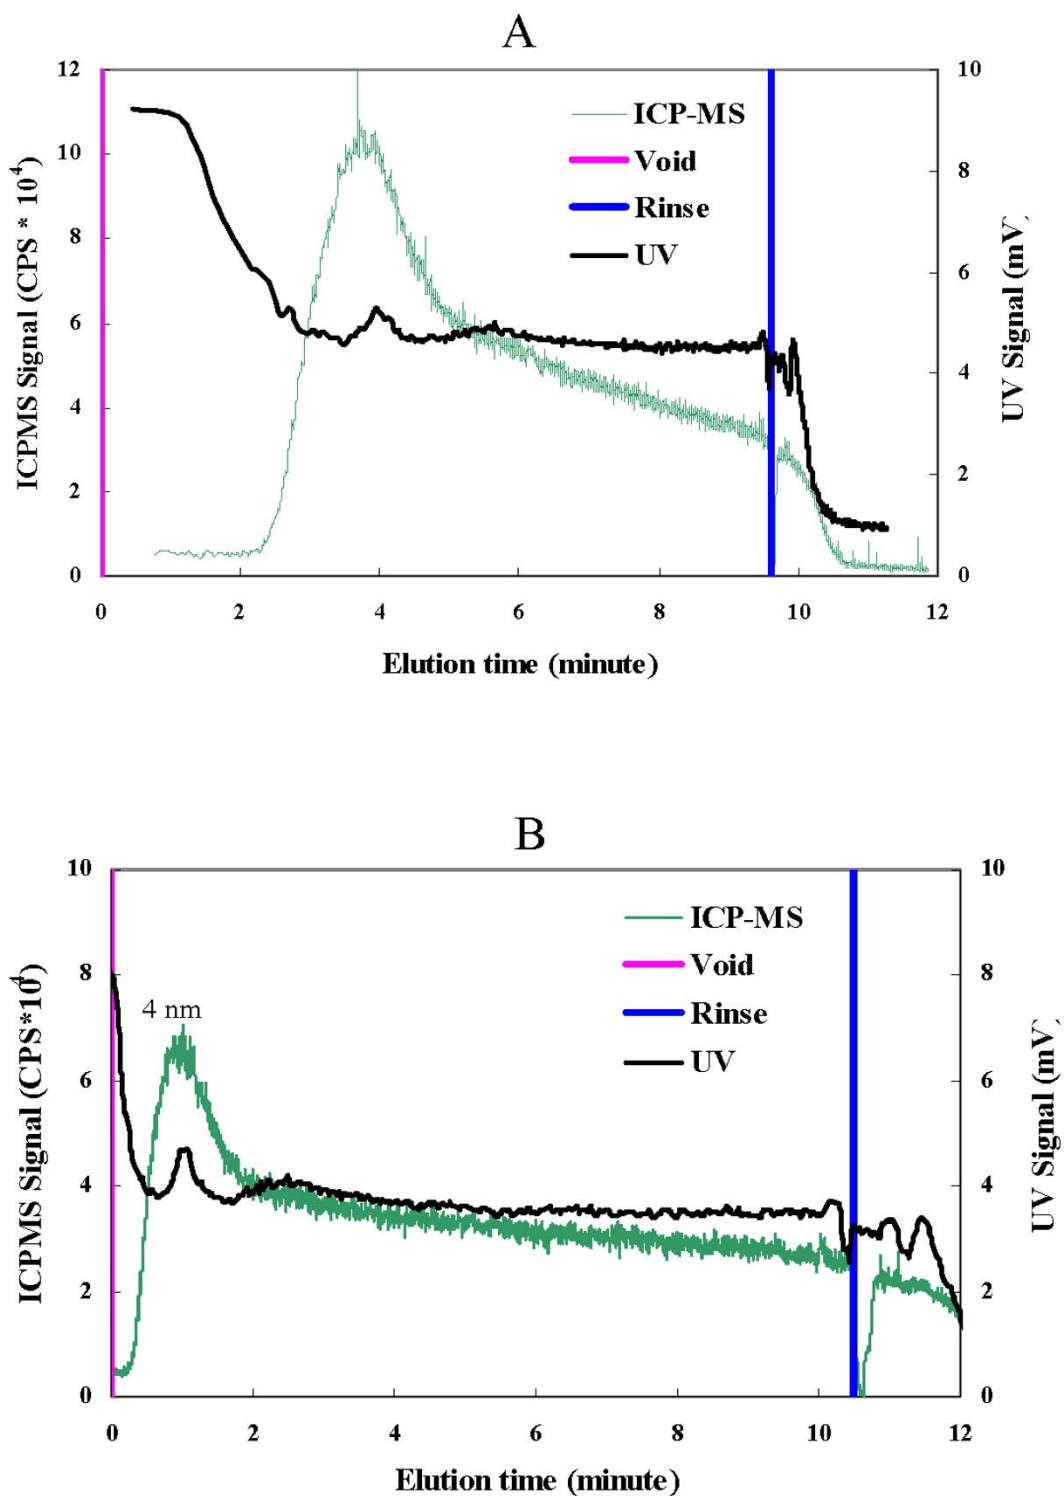 A
12
10
8
6
4
2
0
ICPMS Signal (CPS * 10⁴)
ICP-MS
Void
Rinse
UV
10
8
6
4
2
0
UV Signal (mV)
0 2 4 6 8 10 12
Elution time (minute)
B
10
8
6
4
2
0
ICPMS Signal (CPS*10⁴)
4 nm
ICP-MS
Void
Rinse
UV
10
8
6
4
2
0
UV Signal (mV)
0 2 4 6 8 10 12
Elution time (minute)